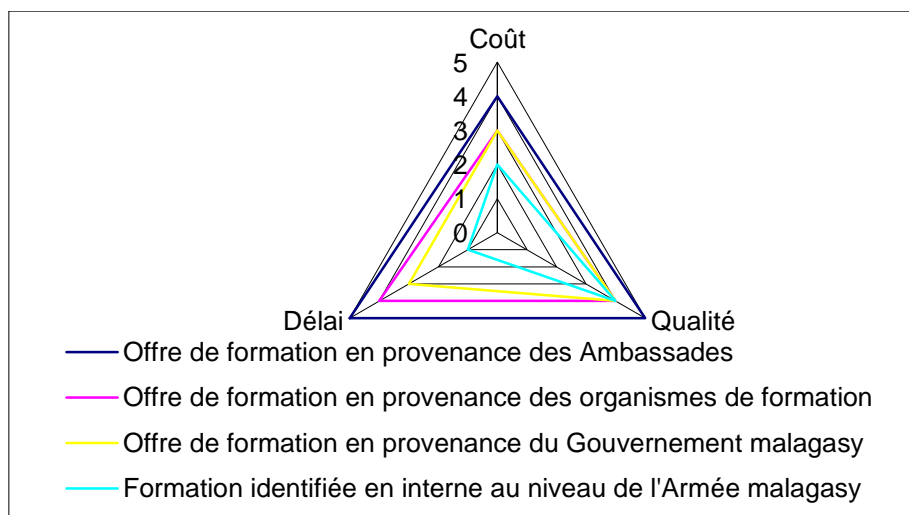 Coût
5
4
3
2
1
0
Délai
Qualité
Offre de formation en provenance des Ambassades
Offre de formation en provenance des organismes de formation
Offre de formation en provenance du Gouvernement malagasy
Formation identifiée en interne au niveau de l'Armée malagasy